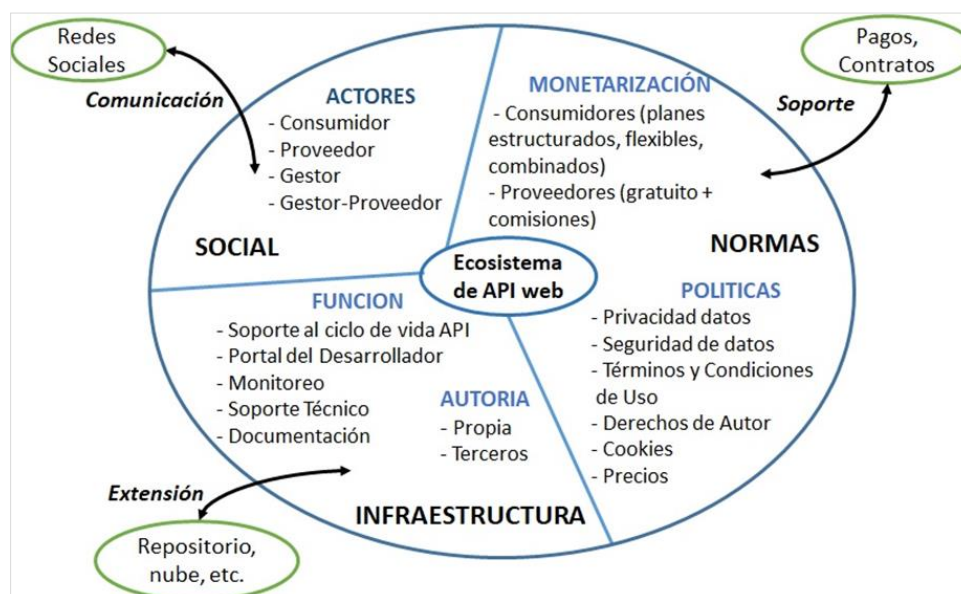 Redes
Sociales
Comunicación
Pagos,
Contratos
Soporte
ACTORES
- Consumidor
- Proveedor
- Gestor
- Gestor-Proveedor
SOCIAL
MONETARIZACIÓN
- Consumidores (planes
estructurados, flexibles,
combinados)
- Proveedores (gratuito +
comisiones)
NORMAS
Ecosistema
de API web
POLITICAS
- Privacidad datos
- Seguridad de datos
- Términos y Condiciones
de Uso
- Derechos de Autor
- Cookies
- Precios
FUNCION
- Soporte al ciclo de vida API
- Portal del Desarrollador
- Monitoreo
- Soporte Técnico
- Documentación
AUTORIA
- Propia
- Terceros
INFRAESTRUCTURA
Extensión
Repositorio,
nube, etc.